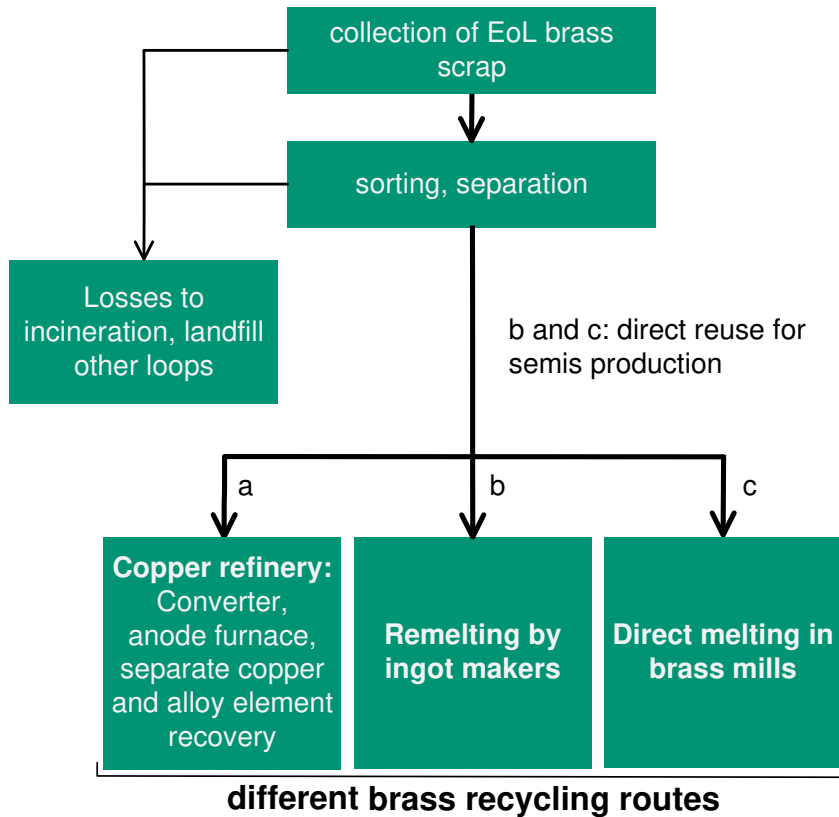 collection of EoL brass
scrap
sorting, separation
Losses to
incineration, landfill
other loops
b and c: direct reuse for
semis production
a
b
c
Copper refinery:
Converter,
anode furnace,
separate copper
and alloy element
recovery
Remelting by
ingot makers
Direct melting in
brass mills
different brass recycling routes